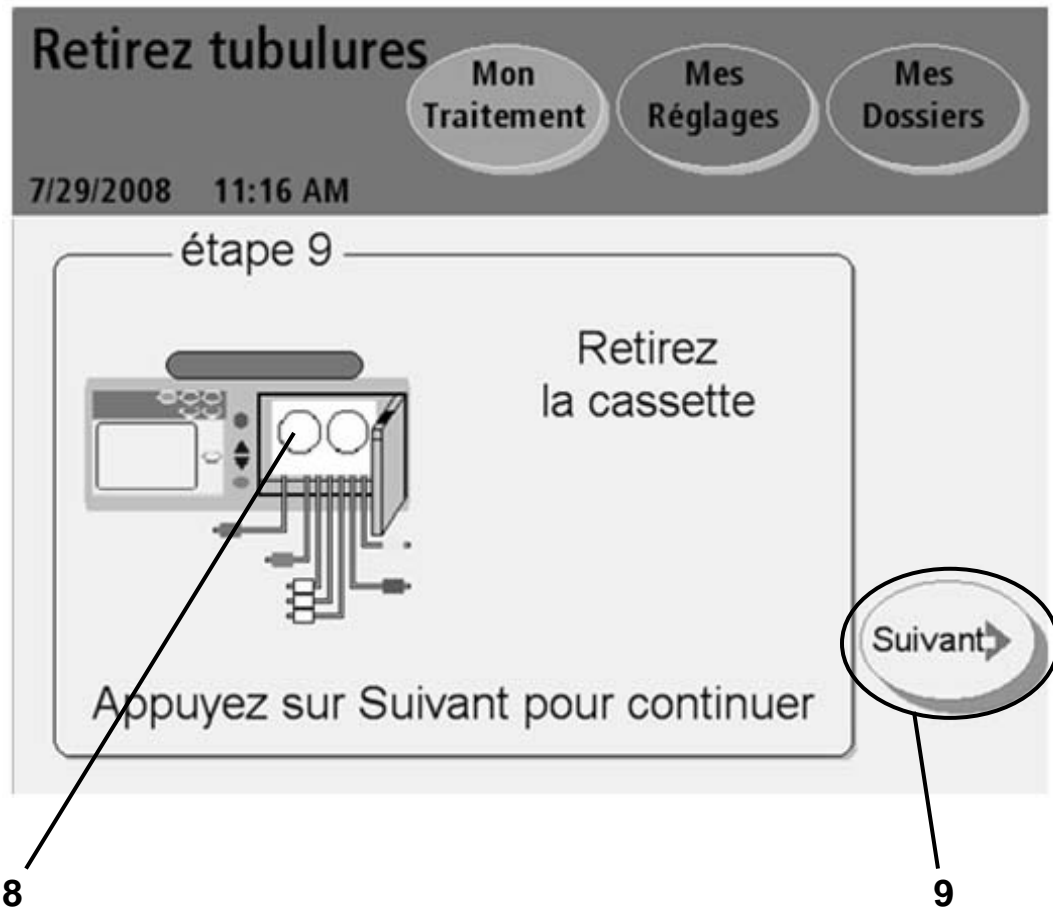 Retirez tubulures
Mon
Traitement
Mes
Réglages
Mes
Dossiers
7/29/2008 11:16 AM
étape 9
Retirez
la cassette
Suivant
Appuyez sur Suivant pour continuer
8
9